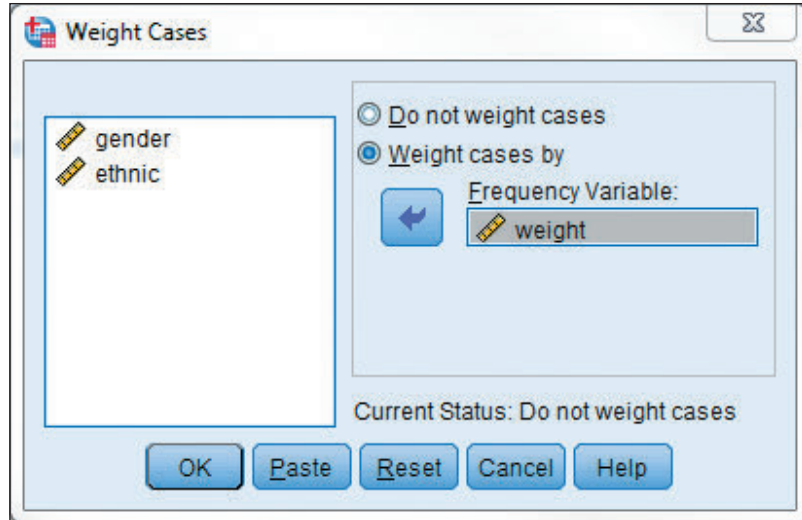 Weight Cases
gender
ethnic
Do not weight cases
Weight cases by
Frequency Variable:
weight
Current Status: Do not weight cases
OK Paste Reset Cancel Help